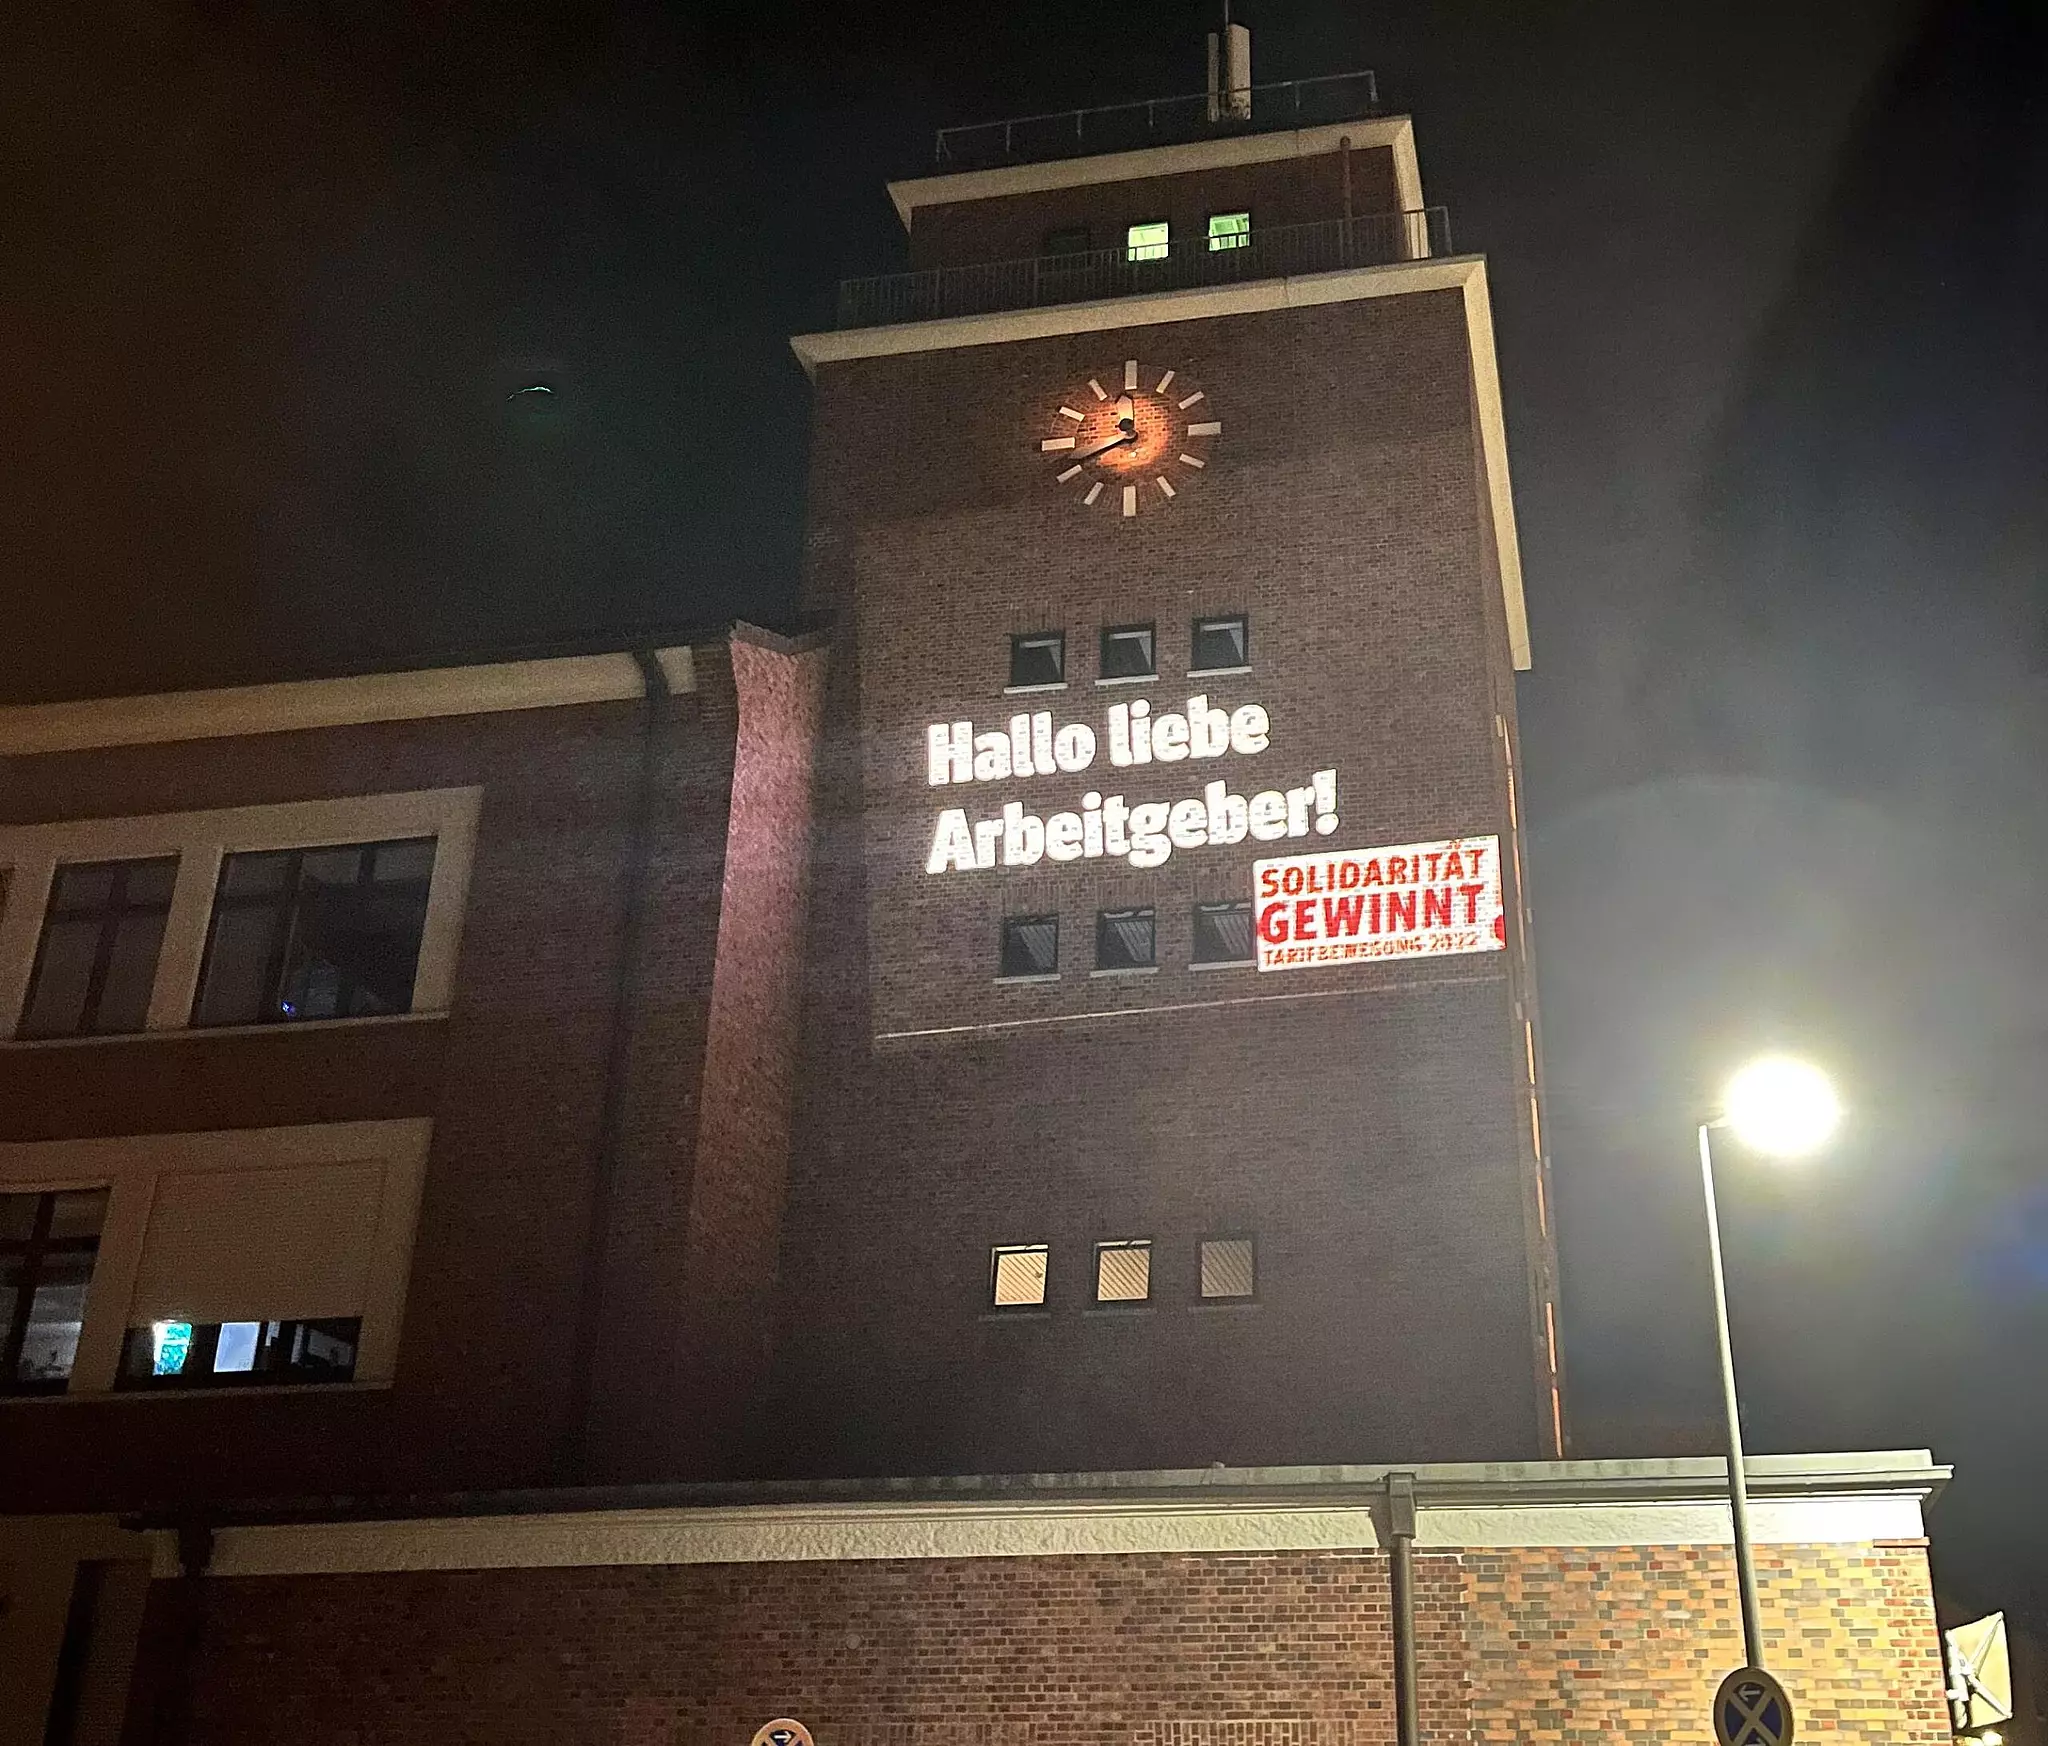 Hallo liebe
Arbeitgeber!
SOLIDARITÄT
GEWINNT
TARIFBEWEGUNG 2022